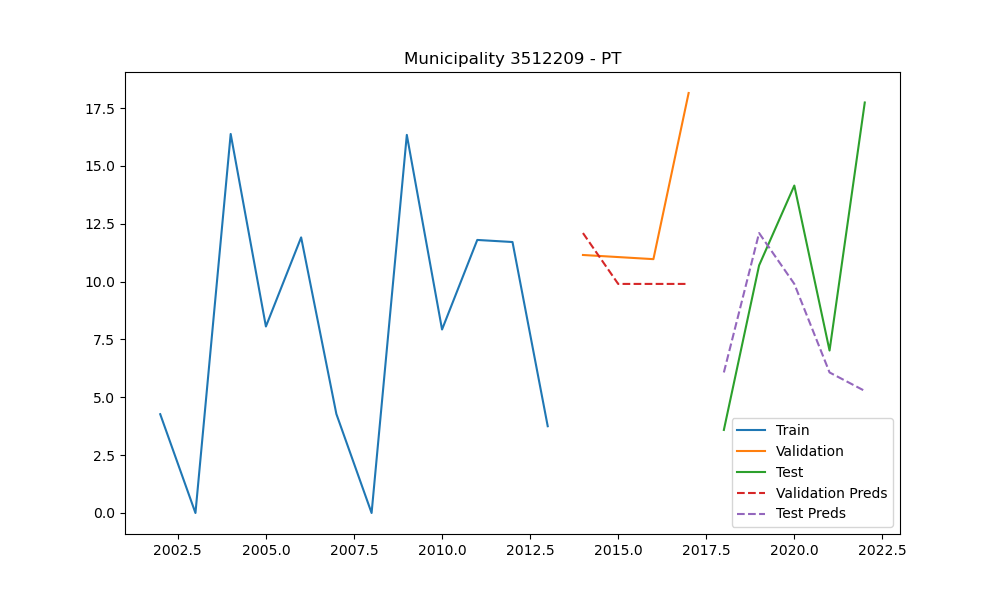 Municipality 3512209 - PT
17.5
15.0
12.5
10.0
7.5
5.0
2.5
0.0
2002.5 2005.0 2007.5 2010.0 2012.5 2015.0 2017.5 2020.0 2022.5
Train
Validation
Test
Validation Preds
Test Preds